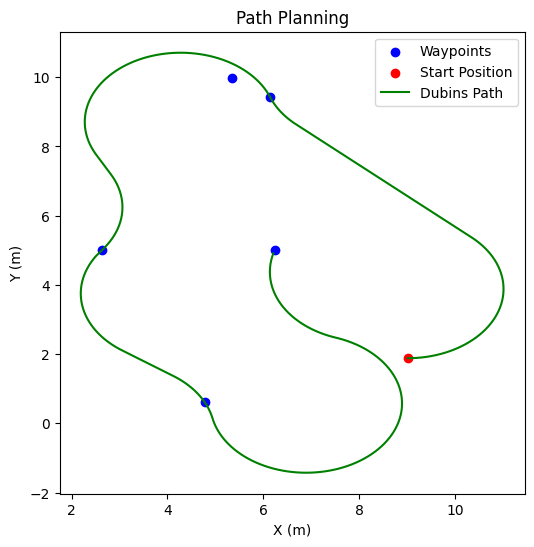 Path Planning
Waypoints
Start Position
Dubins Path
10
8
6
4
2
0
−2
Y (m)
2
4
6
8
10
X (m)